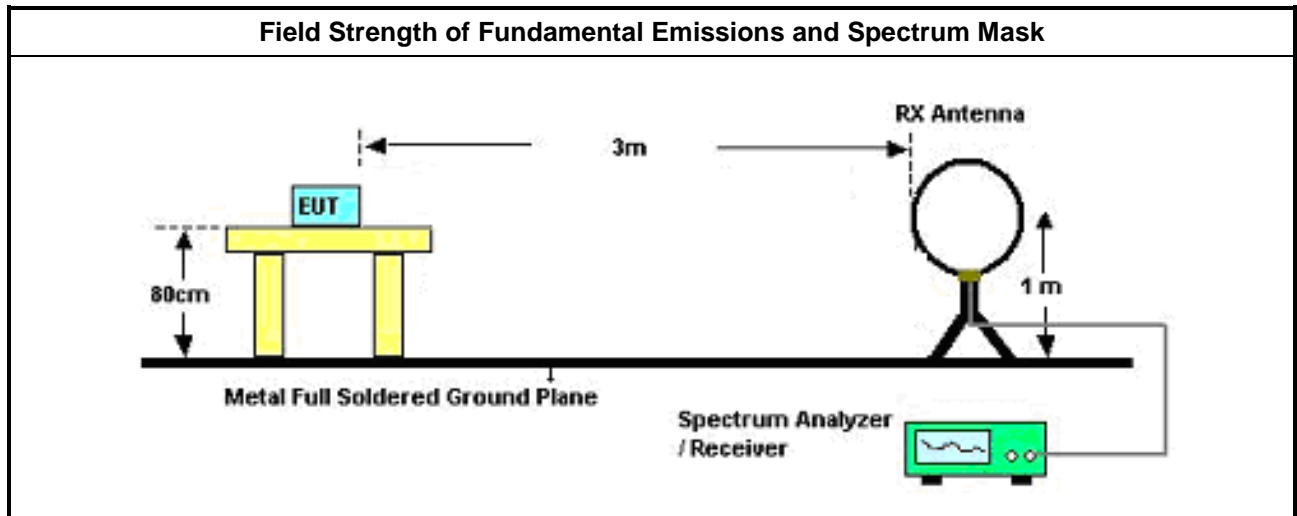 Field Strength of Fundamental Emissions and Spectrum Mask
RX Antenna
3m
EUT
80cm
1 m
Metal Full Soldered Ground Plane
Spectrum Analyzer
/ Receiver